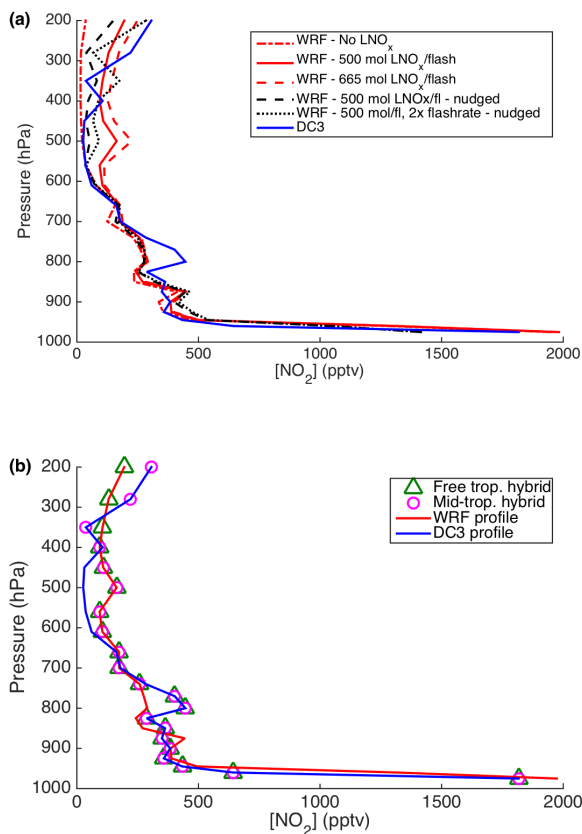 (a)
200
300
400
500
600
700
800
900
1000
Pressure (hPa)
0
500
1000
1500
2000
[NO2] (pptv)
WRF - No LNOx
WRF - 500 mol LNOx/flash
WRF - 665 mol LNOx/flash
WRF - 500 mol LNOx/fl - nudged
WRF - 500 mol/fl, 2x flashrate - nudged
DC3
(b)
200
300
400
500
600
700
800
900
1000
Pressure (hPa)
0
500
1000
1500
2000
[NO2] (pptv)
Free trop. hybrid
Mid-trop. hybrid
WRF profile
DC3 profile